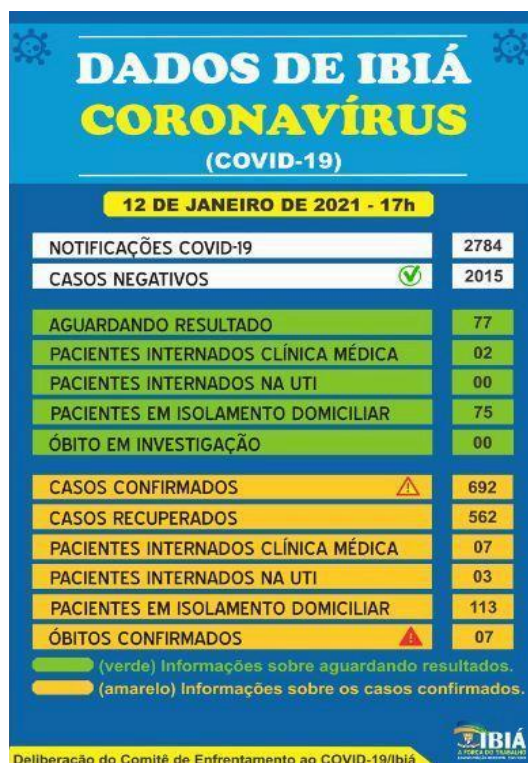 DADOS DE IBIÁ
CORONAVÍRUS
(COVID-19)
12 DE JANEIRO DE 2021 - 17h
NOTIFICAÇÕES COVID-19 2784
CASOS NEGATIVOS 2015
AGUARDANDO RESULTADO 77
PACIENTES INTERNADOS CLÍNICA MÉDICA 02
PACIENTES INTERNADOS NA UTI 00
PACIENTES EM ISOLAMENTO DOMICILIAR 75
ÓBITO EM INVESTIGAÇÃO 00
CASOS CONFIRMADOS 692
CASOS RECUPERADOS 562
PACIENTES INTERNADOS CLÍNICA MÉDICA 07
PACIENTES INTERNADOS NA UTI 03
PACIENTES EM ISOLAMENTO DOMICILIAR 113
ÓBITOS CONFIRMADOS 07
(verde) Informações sobre aguardando resultados.
(amarelo) Informações sobre os casos confirmados.
IBIÁ
A FORÇA DO TRABALHO
Deliberação do Comitê de Enfrentamento ao COVID-19/Ibiá